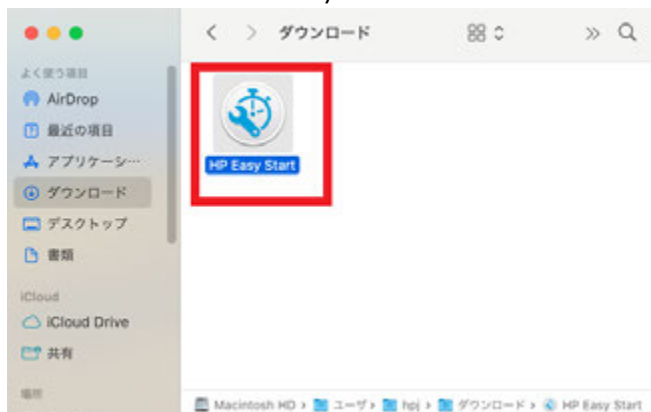 ダウンロード
よく使う項目
AirDrop
最近の項目
アプリケーシ…
ダウンロード
デスクトップ
書類
HP Easy Start
iCloud
iCloud Drive
共有
場所
Macintosh HD › ユーザ › hpj › ダウンロード › HP Easy Start